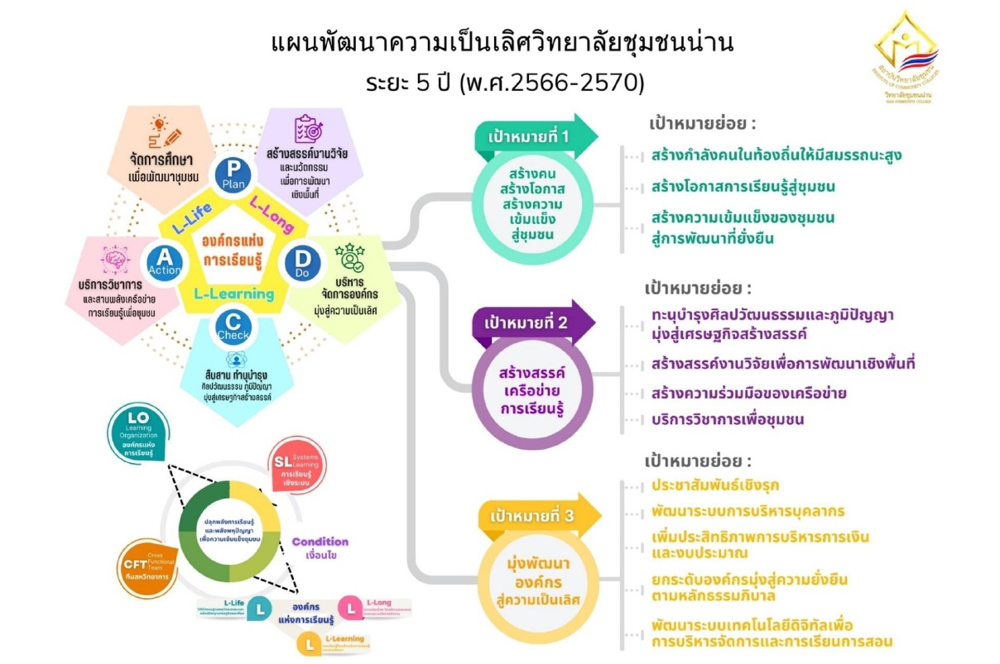 แผนพัฒนาความเป็นเลิศวิทยาลัยชุมชนน่าน
ระยะ 5 ปี (พ.ศ.2566-2570)
สถาบันวิทยาลัยชุมชน
INSTITUTE OF COMMUNITY COLLEGES
วิทยาลัยชุมชนน่าน
NAN COMMUNITY COLLEGE
จัดการศึกษา
เพื่อพัฒนาชุมชน
สร้างสรรค์งานวิจัย
และนวัตกรรม
เพื่อการพัฒนา
เชิงพื้นที่
P
Plan
L-Life
L-Long
องค์กรแห่ง
การเรียนรู้
L-Learning
A
Action
D
Do
C
Check
บริการวิชาการ
และสานพลังเครือข่าย
การเรียนรู้เพื่อชุมชน
บริหาร
จัดการองค์กร
มุ่งสู่ความเป็นเลิศ
สืบสาน ทำนุบำรุง
ศิลปวัฒนธรรม ภูมิปัญญา
มุ่งสู่เศรษฐกิจสร้างสรรค์
LO
Learning
Organization
องค์กรแห่ง
การเรียนรู้
SL Systems
Learning
การเรียนรู้
เชิงระบบ
ปลุกพลังการเรียนรู้
และพลังพหุปัญญา
เพื่อความเข้มแข็งชุมชน
CFT Cross
Functional
Team
ทีมสหวิทยาการ
Condition
เงื่อนไข
L-Life
L
องค์กร
แห่งการเรียนรู้
L
L-Long
L
L-Learning
เป้าหมายที่ 1
สร้างคน
สร้างโอกาส
สร้างความ
เข้มแข็ง
สู่ชุมชน
เป้าหมายย่อย :
สร้างกำลังคนในท้องถิ่นให้มีสมรรถนะสูง
สร้างโอกาสการเรียนรู้สู่ชุมชน
สร้างความเข้มแข็งของชุมชน
สู่การพัฒนาที่ยั่งยืน
เป้าหมายที่ 2
สร้างสรรค์
เครือข่าย
การเรียนรู้
เป้าหมายย่อย :
ทะนุบำรุงศิลปวัฒนธรรมและภูมิปัญญา
มุ่งสู่เศรษฐกิจสร้างสรรค์
สร้างสรรค์งานวิจัยเพื่อการพัฒนาเชิงพื้นที่
สร้างความร่วมมือของเครือข่าย
บริการวิชาการเพื่อชุมชน
เป้าหมายที่ 3
มุ่งพัฒนา
องค์กร
สู่ความเป็นเลิศ
เป้าหมายย่อย :
ประชาสัมพันธ์เชิงรุก
พัฒนาระบบการบริหารบุคลากร
เพิ่มประสิทธิภาพการบริหารการเงิน
และงบประมาณ
ยกระดับองค์กรมุ่งสู่ความยั่งยืน
ตามหลักธรรมภิบาล
พัฒนาระบบเทคโนโลยีดิจิทัลเพื่อ
การบริหารจัดการและการเรียนการสอน